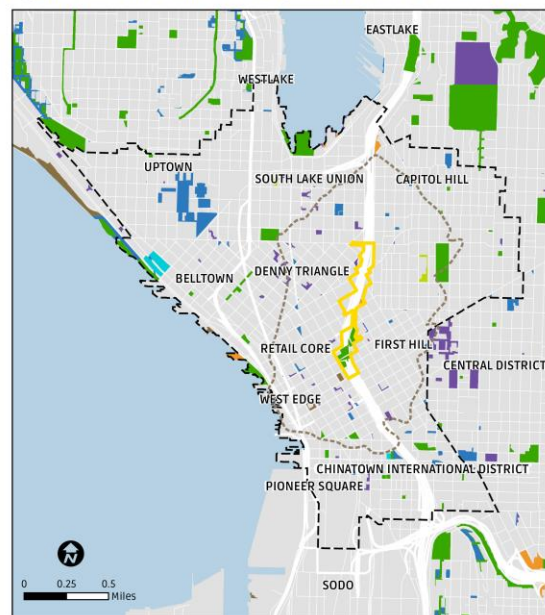 EASTLAKE
WESTLAKE
UPTOWN
SOUTH LAKE UNION
CAPITOL HILL
BELLTOWN
DENNY TRIANGLE
RETAIL CORE
FIRST HILL
CENTRAL DISTRICT
WEST EDGE
CHINATOWN INTERNATIONAL DISTRICT
PIONEER SQUARE
N
0 0.25 0.5
Miles
SODO